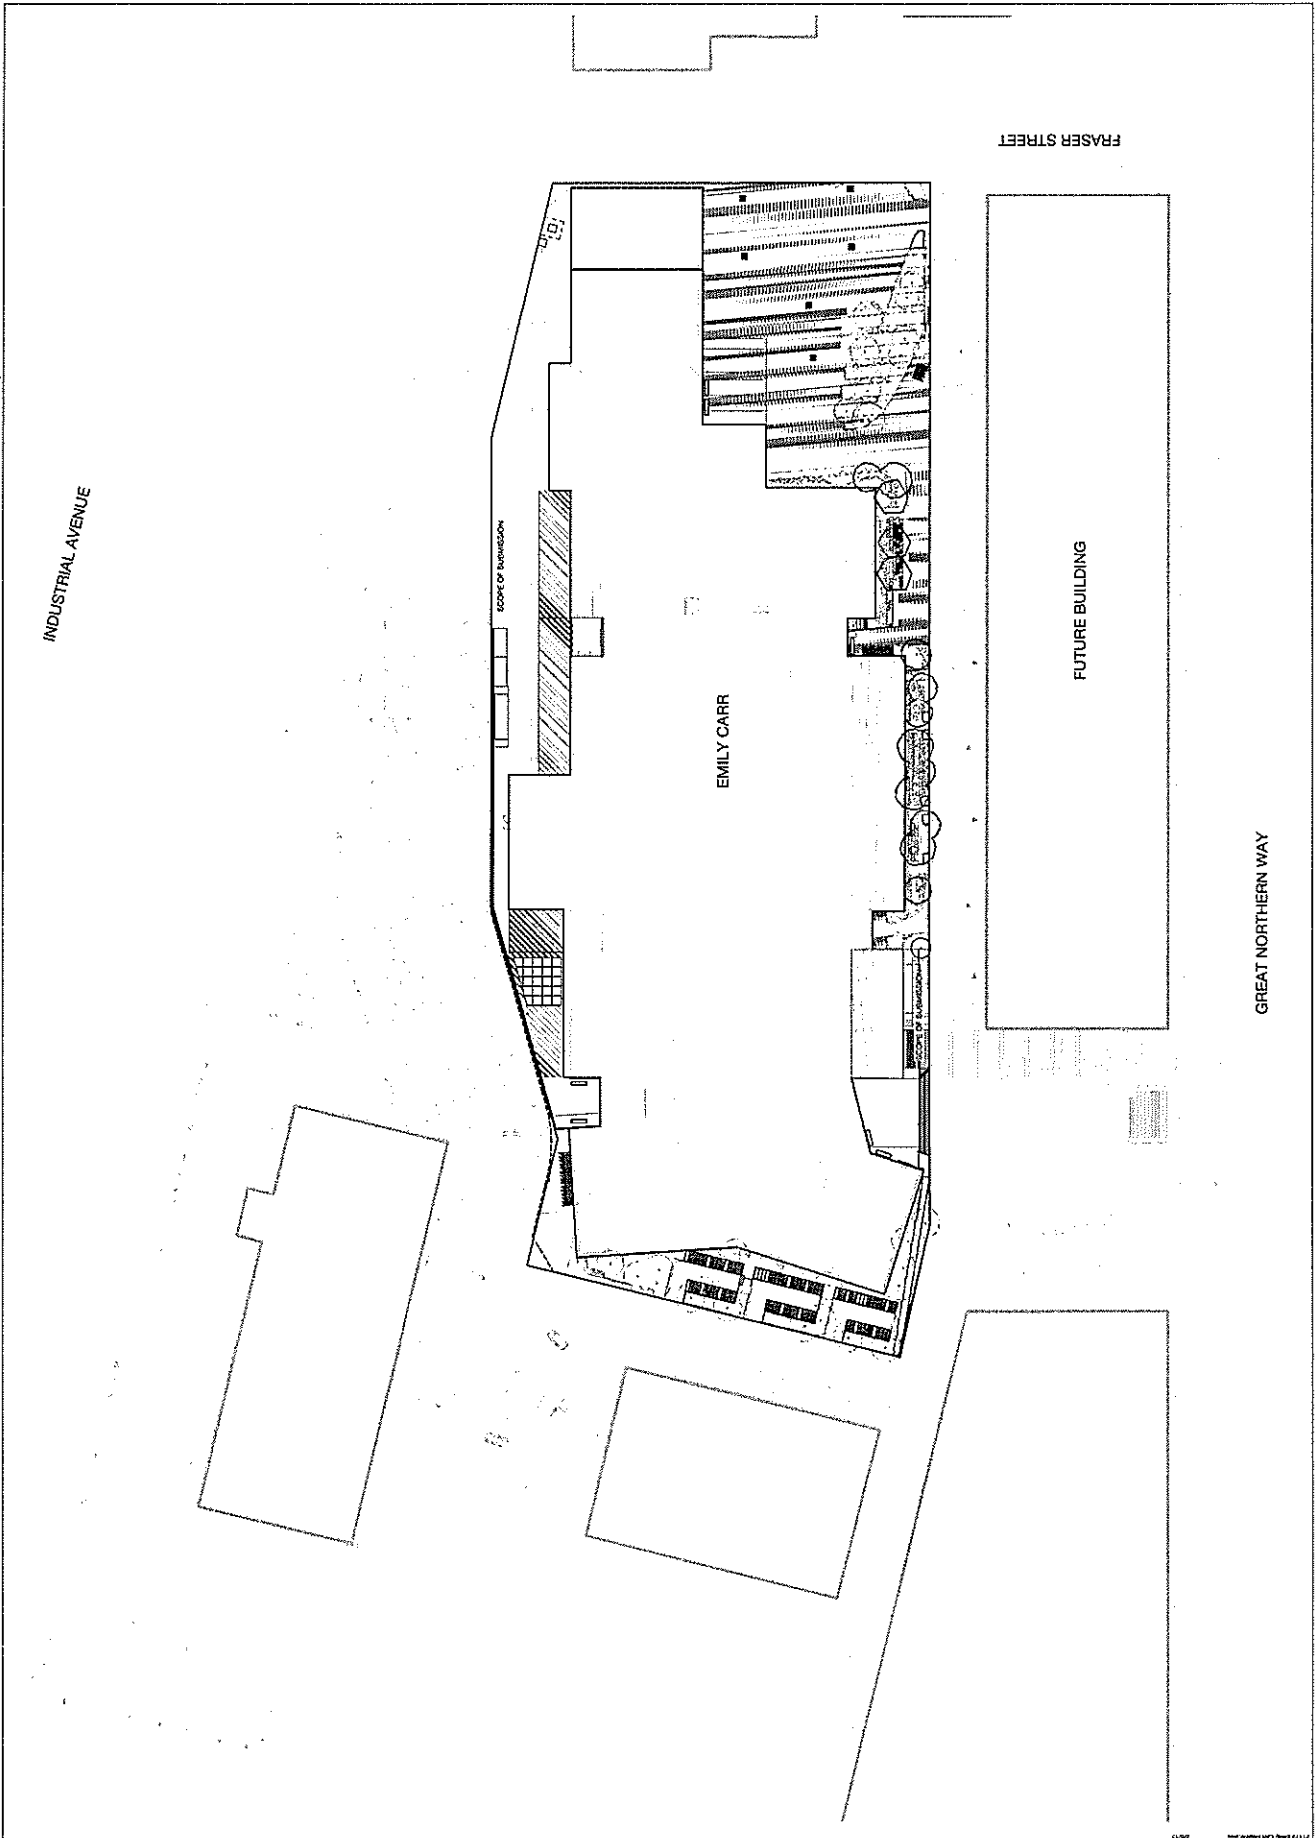 FRASER STREET
INDUSTRIAL AVENUE
SCOPE OF SUBMISSION
FUTURE BUILDING
EMILY CARR
GREAT NORTHERN WAY
SCOPE OF SUBMISSION